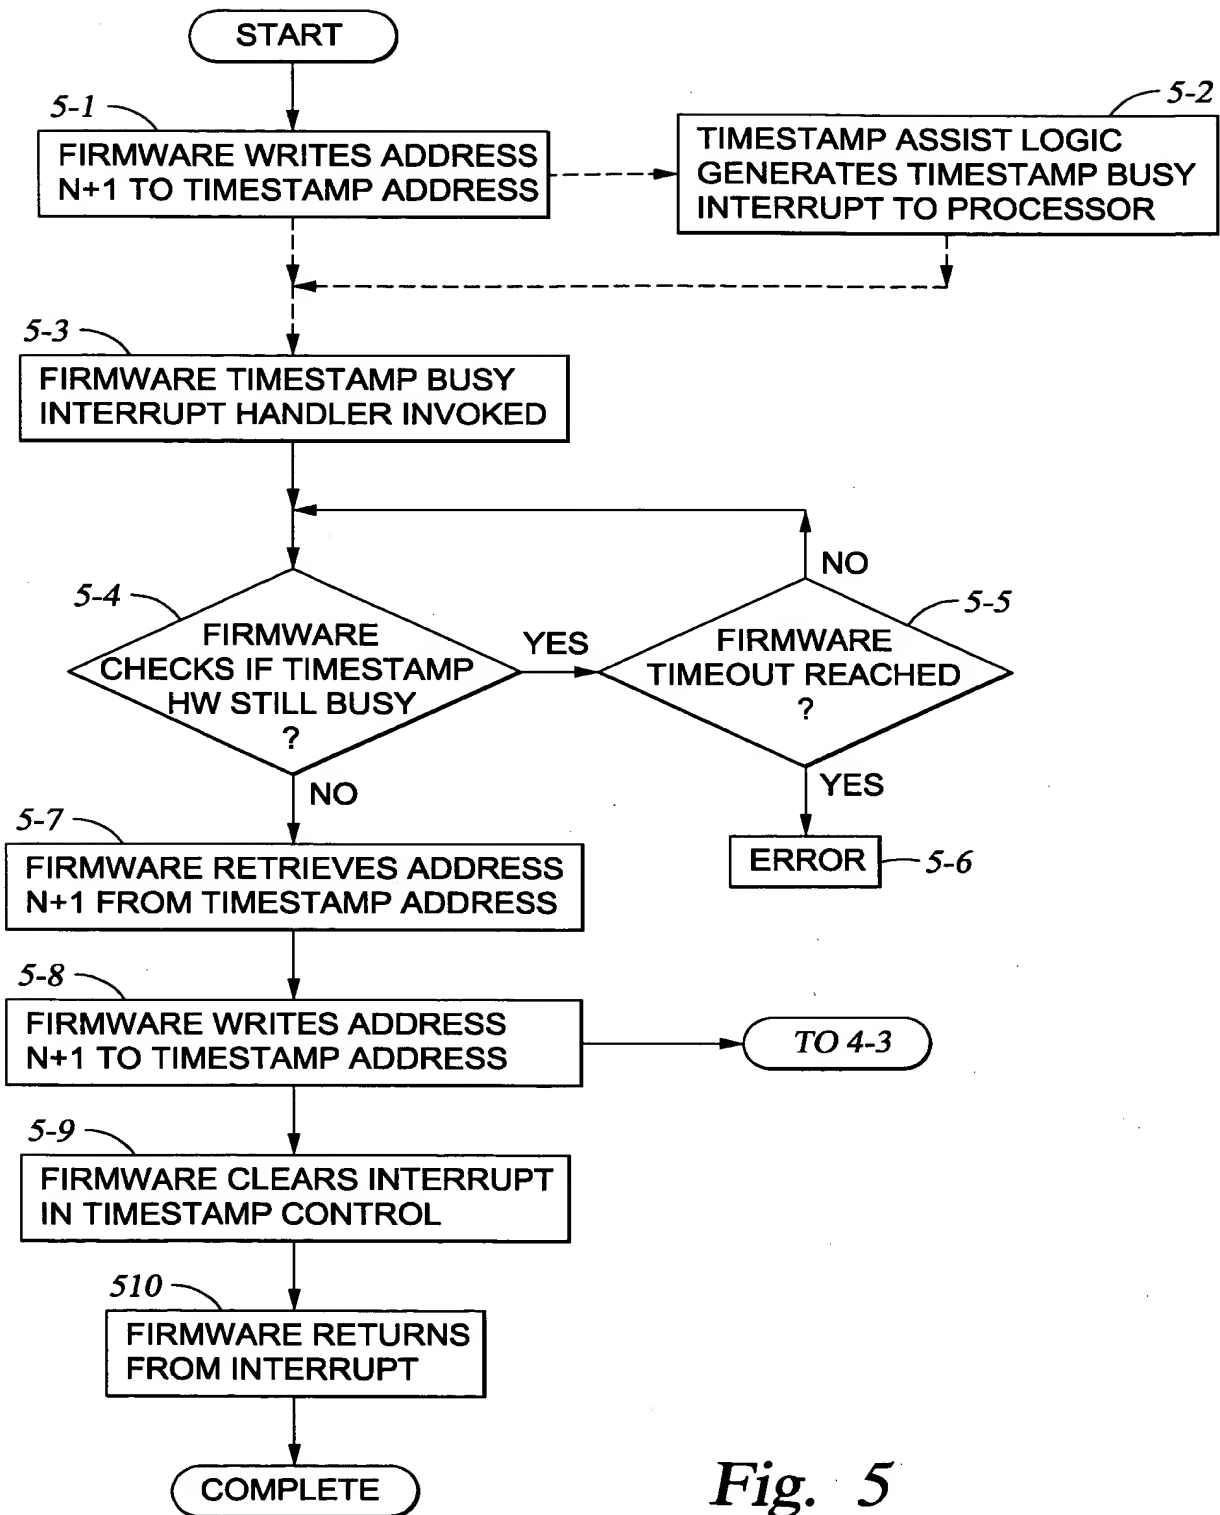 START
5-1
FIRMWARE WRITES ADDRESS
N+1 TO TIMESTAMP ADDRESS
5-2
TIMESTAMP ASSIST LOGIC
GENERATES TIMESTAMP BUSY
INTERRUPT TO PROCESSOR
5-3
FIRMWARE TIMESTAMP BUSY
INTERRUPT HANDLER INVOKED
5-4
FIRMWARE
CHECKS IF TIMESTAMP
HW STILL BUSY
?
YES
NO
5-5
FIRMWARE
TIMEOUT REACHED
?
NO
YES
ERROR
5-6
5-7
FIRMWARE RETRIEVES ADDRESS
N+1 FROM TIMESTAMP ADDRESS
5-8
FIRMWARE WRITES ADDRESS
N+1 TO TIMESTAMP ADDRESS
TO 4-3
5-9
FIRMWARE CLEARS INTERRUPT
IN TIMESTAMP CONTROL
510
FIRMWARE RETURNS
FROM INTERRUPT
COMPLETE
Fig. 5